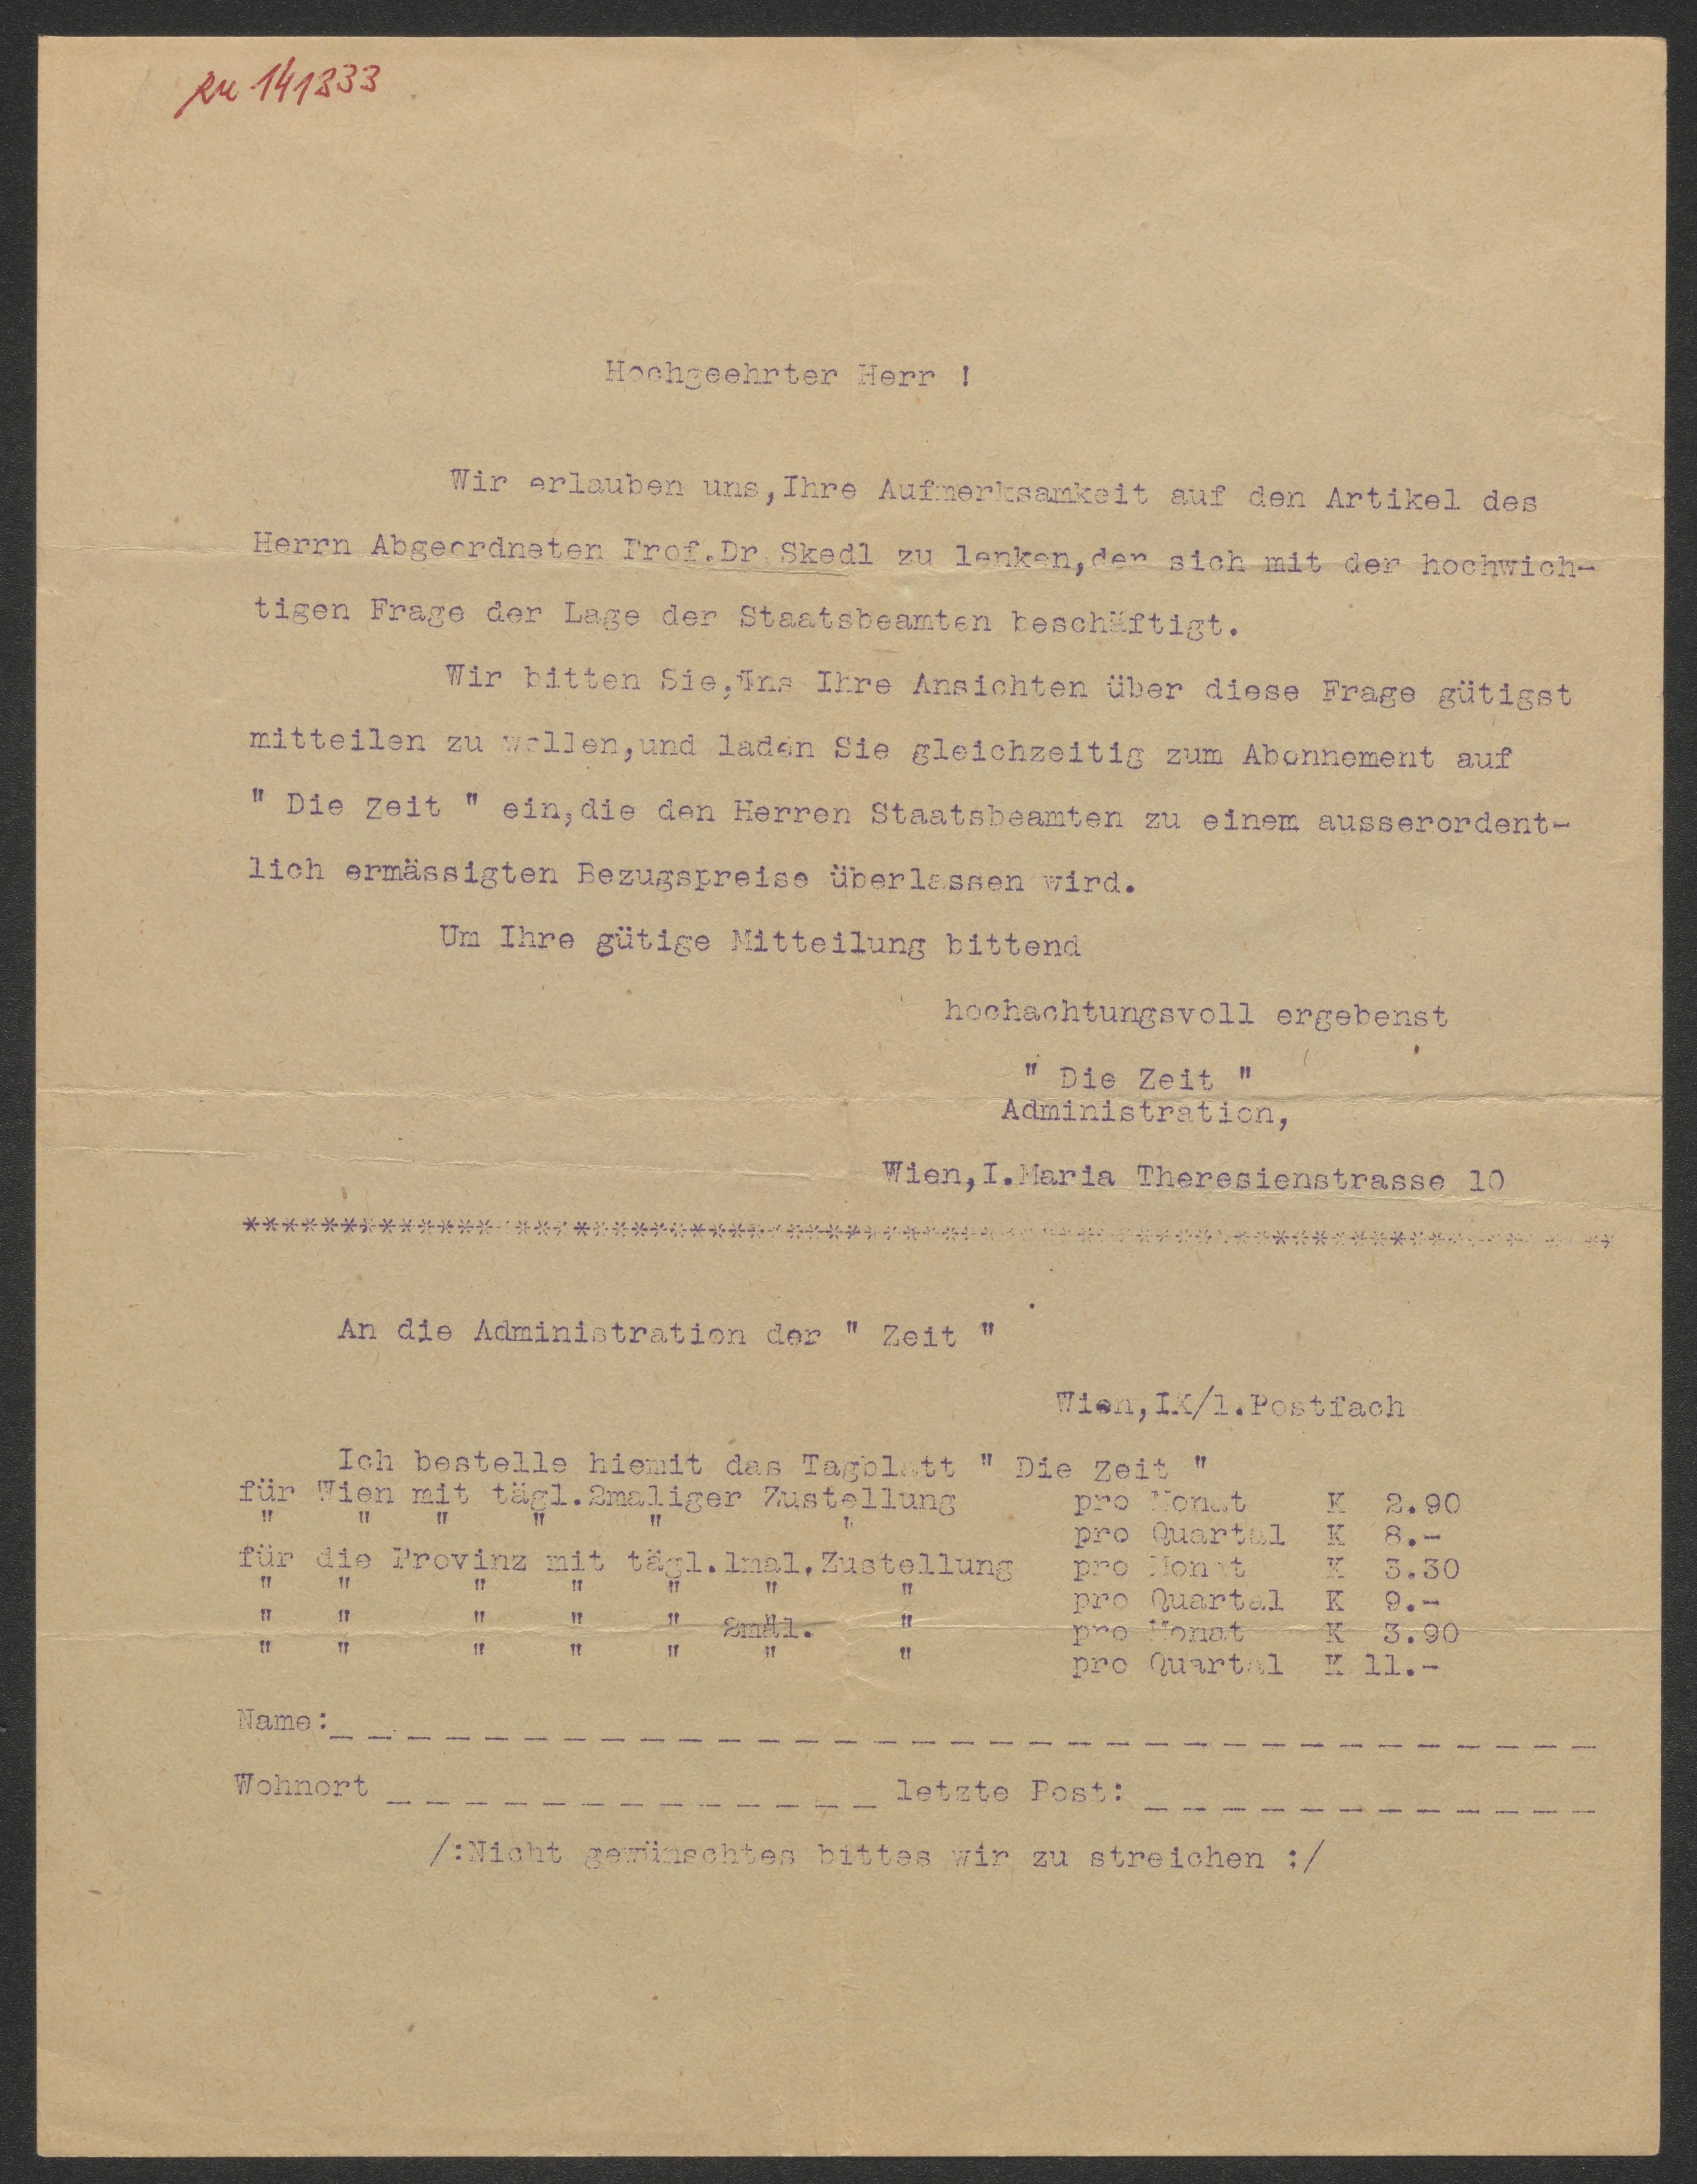 zu 141333
Hochgeehrter Herr !
Wir erlauben uns,Ihre Aufmerksamkeit auf den Artikel des
Herrn Abgeordneten Prof.Dr.Skedl zu lenken,der sich mit der hochwich-
tigen Frage der Lage der Staatsbeamten beschäftigt.
Wir bitten Sie,uns Ihre Ansichten über diese Frage gütigst
mitteilen zu wollen,und laden Sie gleichzeitig zum Abonnement auf
" Die Zeit " ein,die den Herren Staatsbeamten zu einem ausserordent-
lich ermässigten Bezugspreise überlassen wird.
Um Ihre gütige Mitteilung bittend
hochachtungsvoll ergebenst
" Die Zeit "
Administration,
Wien,I.Maria Theresienstrasse 10
***********************************************************************
An die Administration der " Zeit "
Wien,IX/1.Postfach
Ich bestelle hiemit das Tagblatt " Die Zeit "
für Wien mit tägl.2maliger Zustellung pro Monat K 2.90
" " " " " " pro Quartal K 8.-
für die Provinz mit tägl.1mal.Zustellung pro Monat K 3.30
" " " " " " " pro Quartal K 9.-
" " " " " 2mal. " pro Monat K 3.90
" " " " " " " pro Quartal K 11.-
Name:_ _ _ _ _ _ _ _ _ _ _ _ _ _ _ _ _ _ _ _ _ _ _ _ _ _ _ _ _ _ _ _ _ _
Wohnort _ _ _ _ _ _ _ _ _ _ _ _ _ letzte Post: _ _ _ _ _ _ _ _ _ _ _ _
/:Nicht gewünschtes bittes wir zu streichen :/